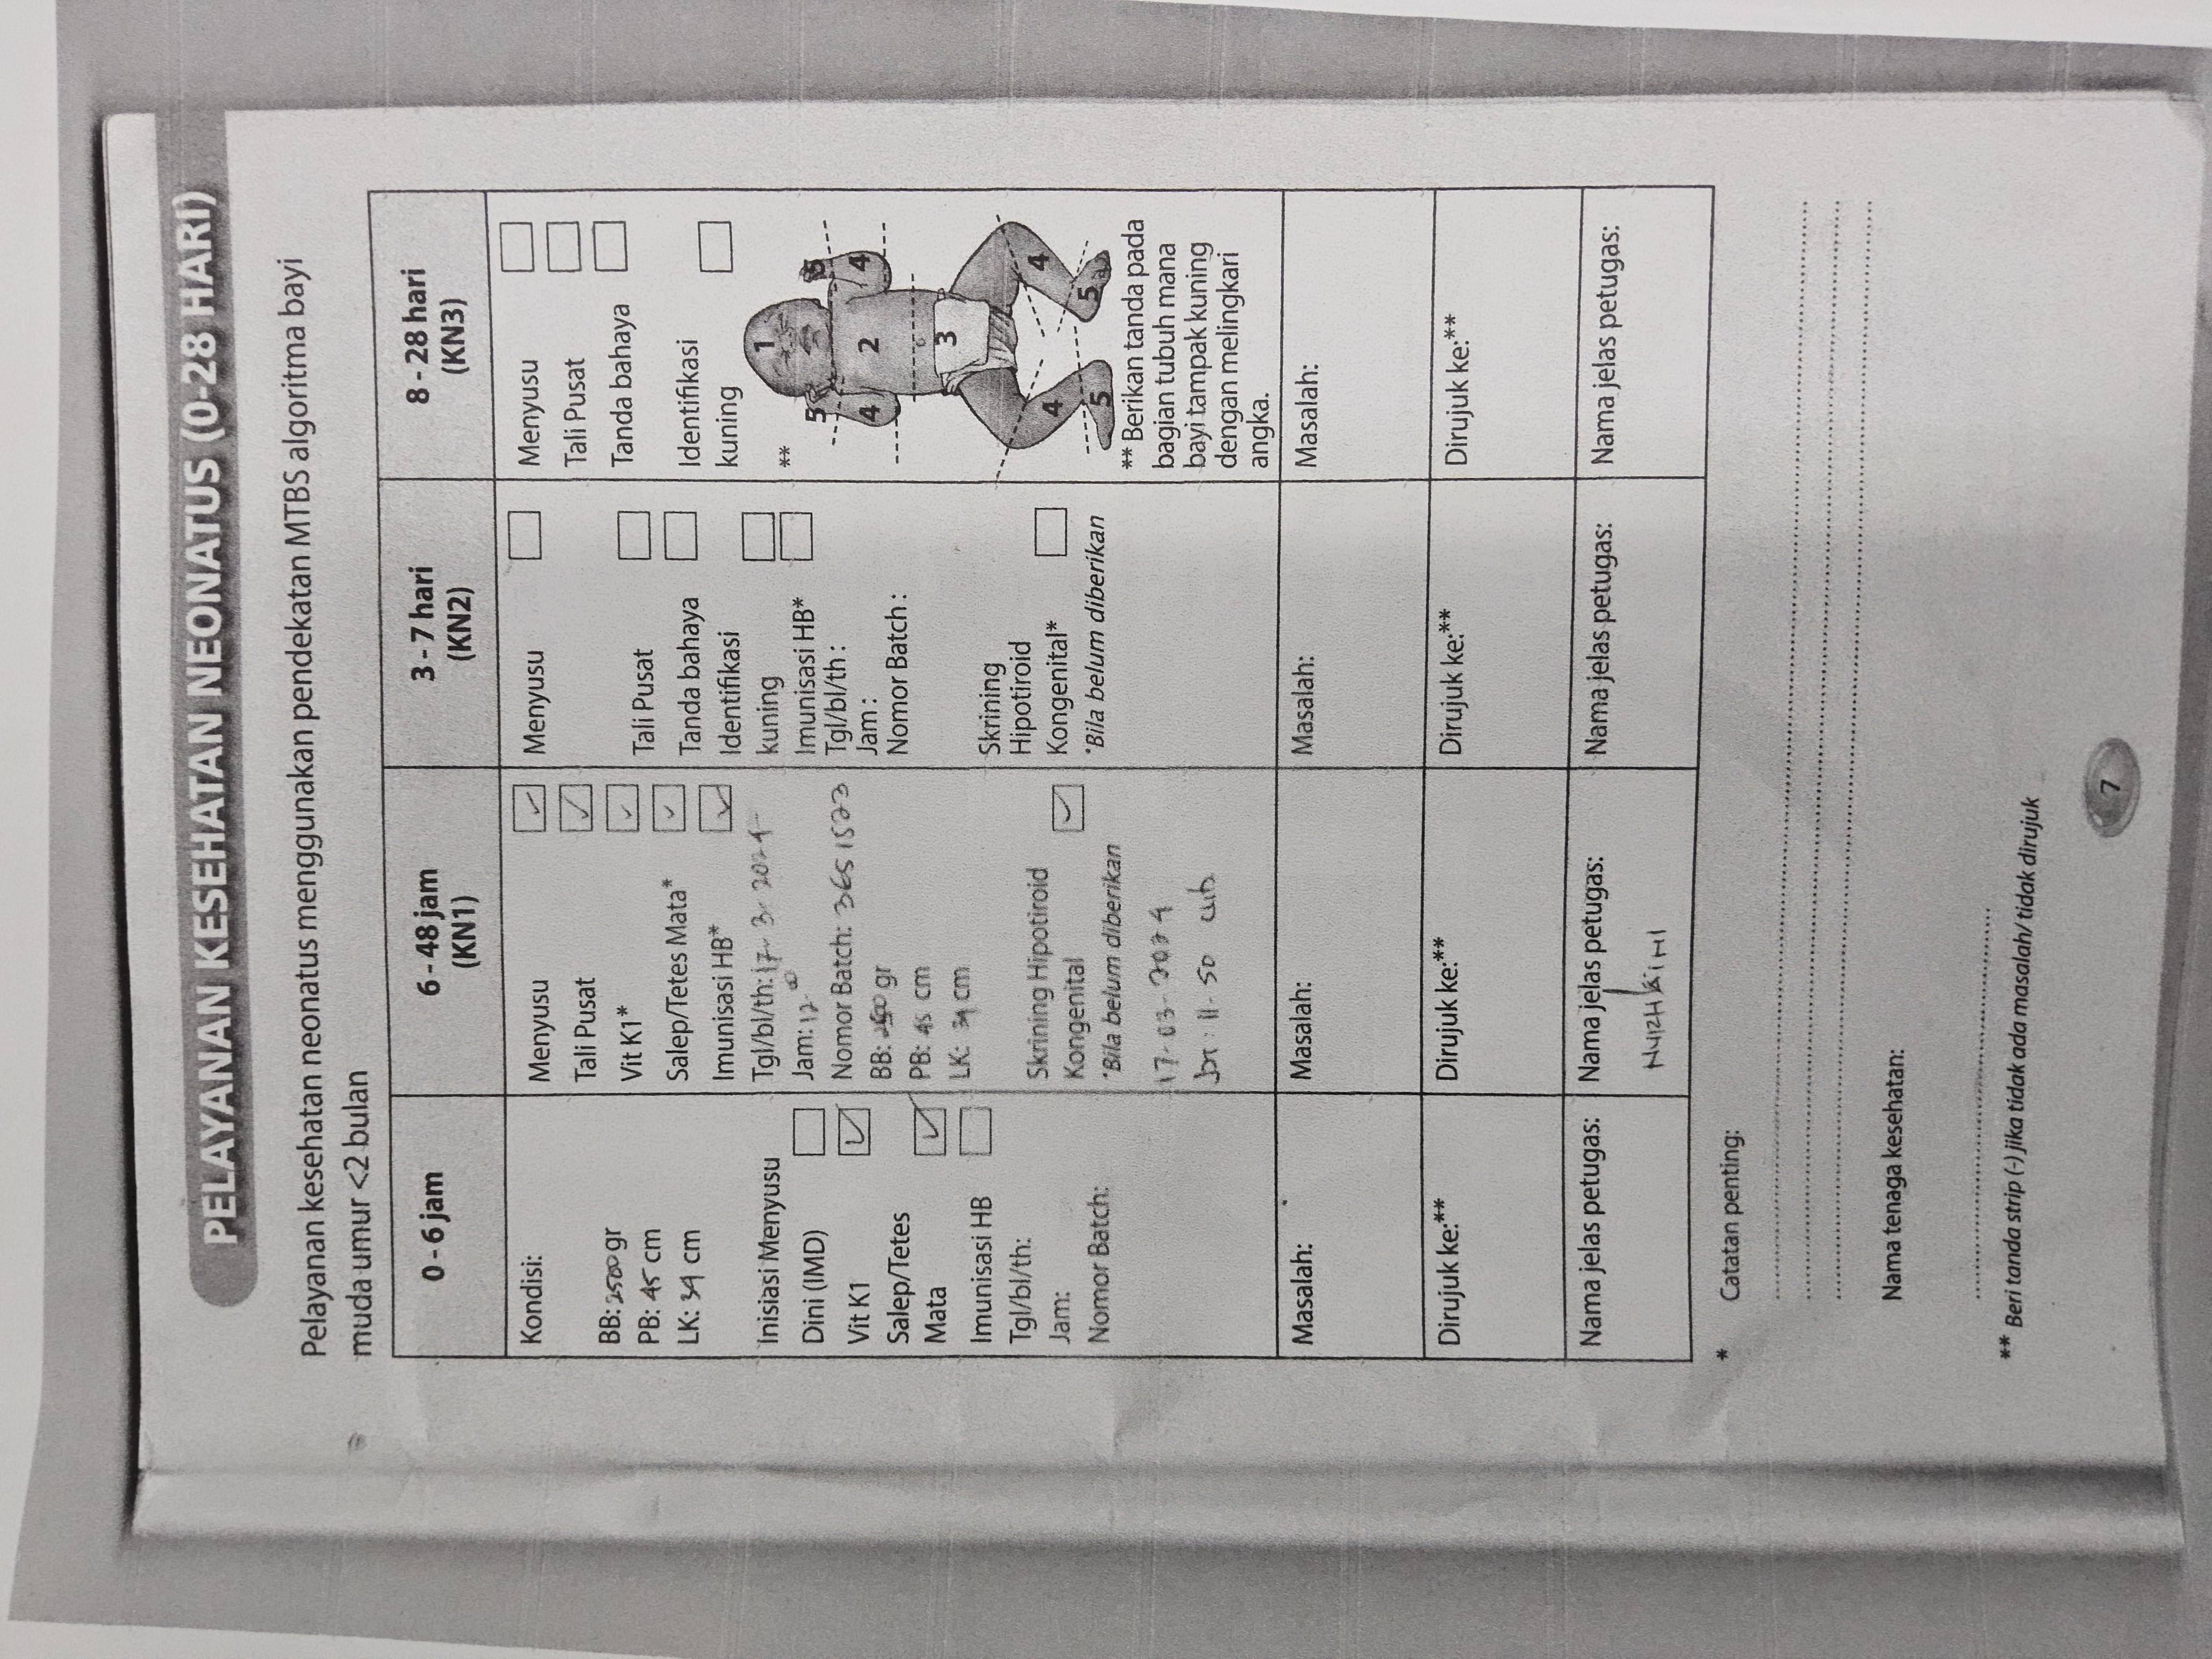 PELAYANAN KESEHATAN NEONATUS (0-28 HARI)
Pelayanan kesehatan neonatus menggunakan pendekatan MTBS algoritma bayi
muda umur <2 bulan
0 - 6 jam
Kondisi:
BB: 2500 gr
PB: 45 cm
LK: 34 cm
Inisiasi Menyusu
Dini (IMD)
Vit K1
Salep/Tetes
Mata
Imunisasi HB
Tgl/bl/th:
Jam:
Nomor Batch:
Masalah:
Dirujuk ke:**
Nama jelas petugas:
6 - 48 jam
(KN1)
Menyusu
Tali Pusat
Vit K1*
Salep/Tetes Mata*
Imunisasi HB*
Tgl/bl/th: 17-3-2024
Jam: 12.00
Nomor Batch: 3651523
BB: 2500 gr
PB: 45 cm
LK: 34 cm
Skrining Hipotiroid
Kongenital
*Bila belum diberikan
17-03-2024
11.50
Masalah:
Dirujuk ke:**
Nama jelas petugas:
3 - 7 hari
(KN2)
Menyusu
Tali Pusat
Tanda bahaya
Identifikasi
kuning
Imunisasi HB*
Tgl/bl/th :
Jam :
Nomor Batch :
Skrining
Hipotiroid
Kongenital*
*Bila belum diberikan
Masalah:
Dirujuk ke:**
Nama jelas petugas:
8 - 28 hari
(KN3)
Menyusu
Tali Pusat
Tanda bahaya
Identifikasi
kuning
**
1
5 5
4 2 4
3
4 4
5 5
** Berikan tanda pada
bagian tubuh mana
bayi tampak kuning
dengan melingkari
angka.
Masalah:
Dirujuk ke:**
Nama jelas petugas:
* Catatan penting:
Nama tenaga kesehatan:
** Beri tanda strip (-) jika tidak ada masalah/ tidak dirujuk
7